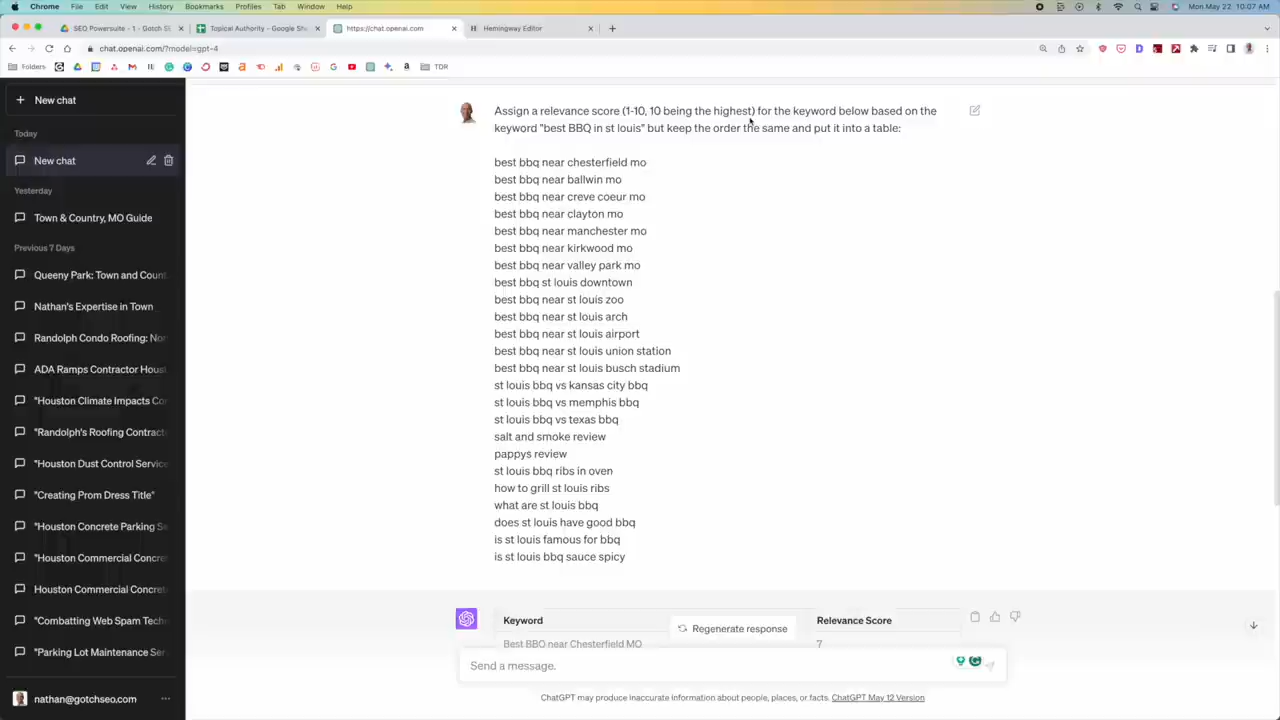 Chrome File Edit View History Bookmarks Profiles Tab Window Help Mon May 22 10:07 AM
SEO Powersuite - 1 - Gotch S Topical Authority - Google She https://chat.openai.com Hemingway Editor
chat.openai.com/?model=gpt-4
Folders TDR
New chat
Today
New chat
Yesterday
Town & Country, MO Guide
Previous 7 Days
Queeny Park: Town and Count
Nathan's Expertise in Town
Randolph Condo Roofing: Nor
ADA Ramps Contractor Houst
"Houston Climate Impacts Cor
"Randolph's Roofing Contract
"Houston Dust Control Service
"Creating Prom Dress Title"
"Houston Concrete Parking Se
"Houston Commercial Concre
Houston Commercial Concret
"Combatting Web Spam Tech
"Parking Lot Maintenance Ser
nathan@gotchseo.com
Assign a relevance score (1-10, 10 being the highest) for the keyword below based on the
keyword "best BBQ in st louis" but keep the order the same and put it into a table:
best bbq near chesterfield mo
best bbq near ballwin mo
best bbq near creve coeur mo
best bbq near clayton mo
best bbq near manchester mo
best bbq near kirkwood mo
best bbq near valley park mo
best bbq st louis downtown
best bbq near st louis zoo
best bbq near st louis arch
best bbq near st louis airport
best bbq near st louis union station
best bbq near st louis busch stadium
st louis bbq vs kansas city bbq
st louis bbq vs memphis bbq
st louis bbq vs texas bbq
salt and smoke review
pappys review
st louis bbq ribs in oven
how to grill st louis ribs
what are st louis bbq
does st louis have good bbq
is st louis famous for bbq
is st louis bbq sauce spicy
Keyword Relevance Score
Regenerate response
Best BBQ near Chesterfield MO 7
Send a message.
ChatGPT may produce inaccurate information about people, places, or facts. ChatGPT May 12 Version